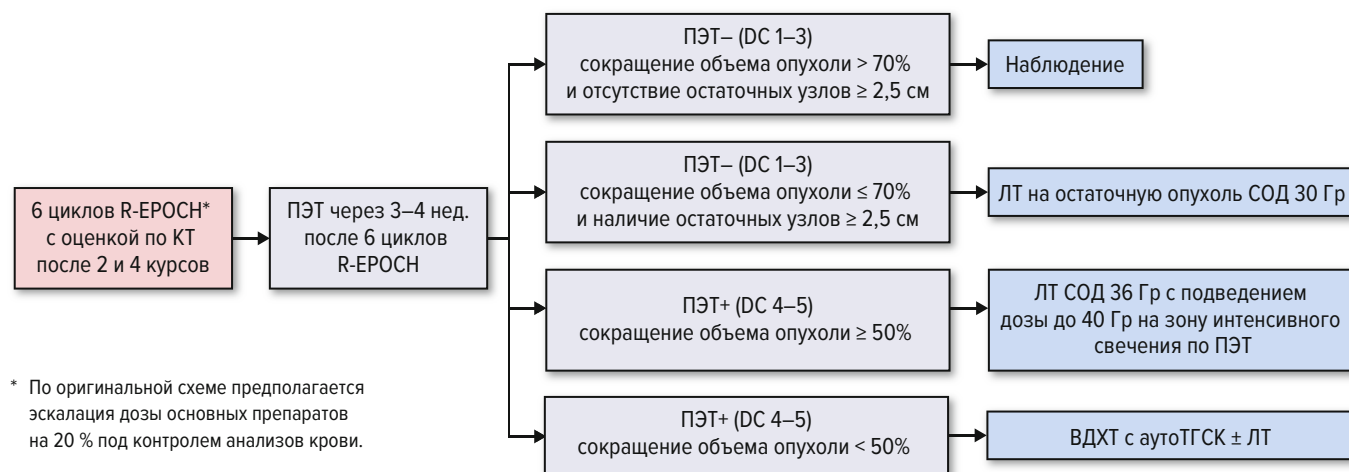 6 циклов R-EPOCH*
с оценкой по КТ
после 2 и 4 курсов
ПЭТ через 3–4 нед.
после 6 циклов
R-EPOCH
ПЭТ– (DC 1–3)
сокращение объема опухоли > 70%
и отсутствие остаточных узлов ≥ 2,5 см
Наблюдение
ПЭТ– (DC 1–3)
сокращение объема опухоли ≤ 70%
и наличие остаточных узлов ≥ 2,5 см
ЛТ на остаточную опухоль СОД 30 Гр
ПЭТ+ (DC 4–5)
сокращение объема опухоли ≥ 50%
ЛТ СОД 36 Гр с подведением
дозы до 40 Гр на зону интенсивного
свечения по ПЭТ
ПЭТ+ (DC 4–5)
сокращение объема опухоли < 50%
ВДХТ с аутоТГСК ± ЛТ
* По оригинальной схеме предполагается
эскалация дозы основных препаратов
на 20 % под контролем анализов крови.